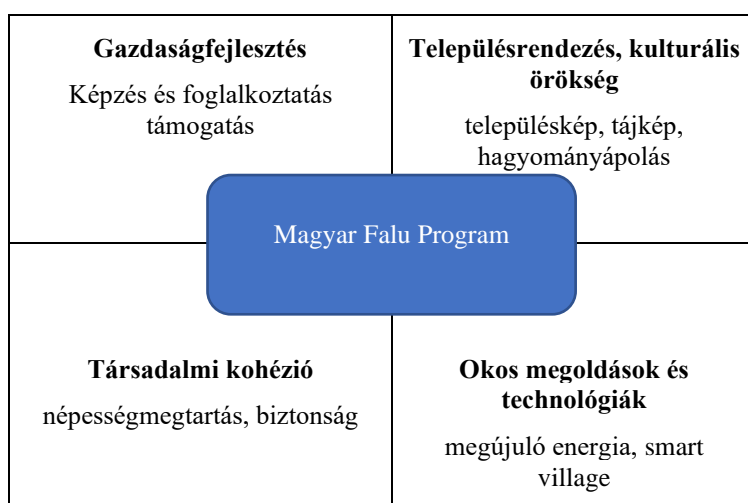 Gazdaságfejlesztés
Képzés és foglalkoztatás
támogatás
Településrendezés, kulturális
örökség
településkép, tájkép,
hagyományápolás
Magyar Falu Program
Társadalmi kohézió
népességmegtartás, biztonság
Okos megoldások és
technológiák
megújuló energia, smart
village